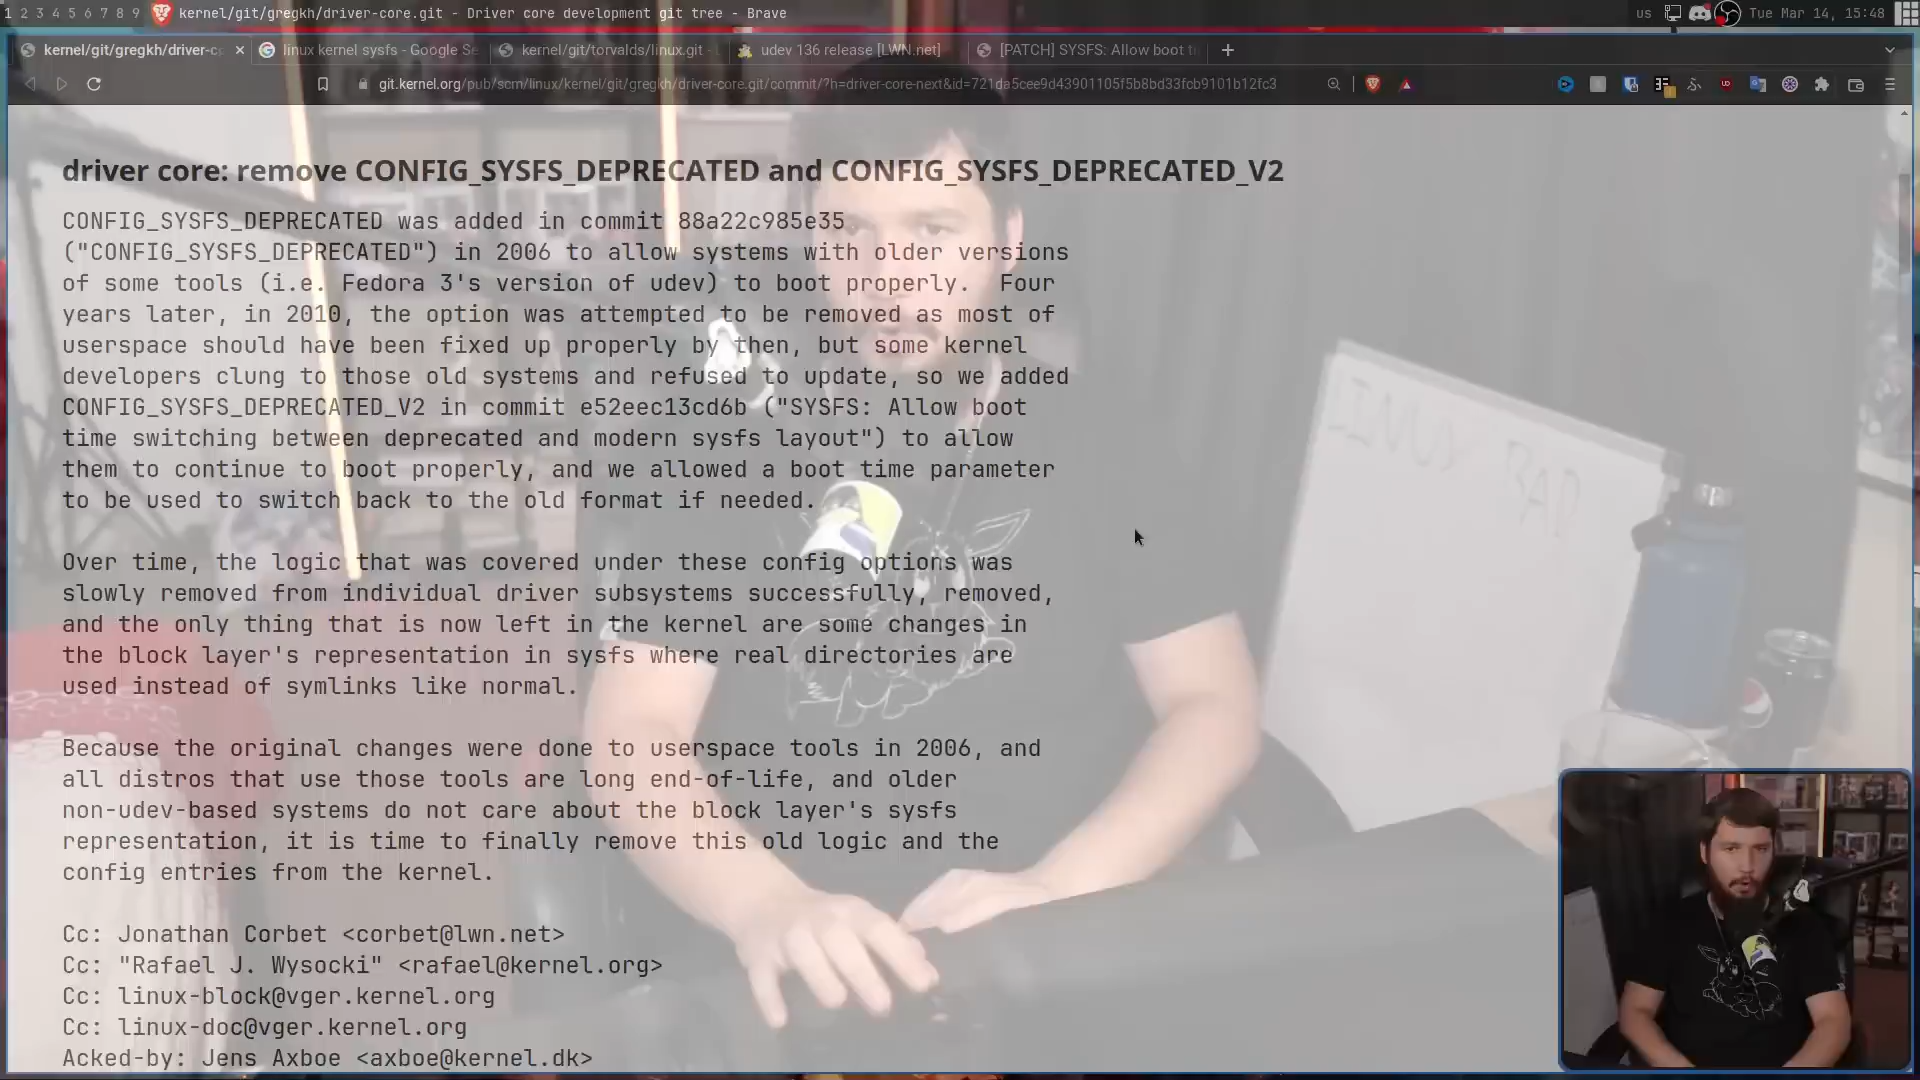 1 2 3 4 5 6 7 8 9 kernel/git/gregkh/driver-core.git - Driver core development git tree - Brave us Tue Mar 14, 15:48
kernel/git/gregkh/driver-c linux kernel sysfs - Google Se kernel/git/torvalds/linux.git - udev 136 release [LWN.net] [PATCH] SYSFS: Allow boot ti
git.kernel.org/pub/scm/linux/kernel/git/gregkh/driver-core.git/commit/?h=driver-core-next&id=721da5cee9d43901105f5b8bd33fcb9101b12fc3
driver core: remove CONFIG_SYSFS_DEPRECATED and CONFIG_SYSFS_DEPRECATED_V2
CONFIG_SYSFS_DEPRECATED was added in commit 88a22c985e35
("CONFIG_SYSFS_DEPRECATED") in 2006 to allow systems with older versions
of some tools (i.e. Fedora 3's version of udev) to boot properly. Four
years later, in 2010, the option was attempted to be removed as most of
userspace should have been fixed up properly by then, but some kernel
developers clung to those old systems and refused to update, so we added
CONFIG_SYSFS_DEPRECATED_V2 in commit e52eec13cd6b ("SYSFS: Allow boot
time switching between deprecated and modern sysfs layout") to allow
them to continue to boot properly, and we allowed a boot time parameter
to be used to switch back to the old format if needed.
Over time, the logic that was covered under these config options was
slowly removed from individual driver subsystems successfully, removed,
and the only thing that is now left in the kernel are some changes in
the block layer's representation in sysfs where real directories are
used instead of symlinks like normal.
Because the original changes were done to userspace tools in 2006, and
all distros that use those tools are long end-of-life, and older
non-udev-based systems do not care about the block layer's sysfs
representation, it is time to finally remove this old logic and the
config entries from the kernel.
Cc: Jonathan Corbet <corbet@lwn.net>
Cc: "Rafael J. Wysocki" <rafael@kernel.org>
Cc: linux-block@vger.kernel.org
Cc: linux-doc@vger.kernel.org
Acked-by: Jens Axboe <axboe@kernel.dk>
LINUX BAD